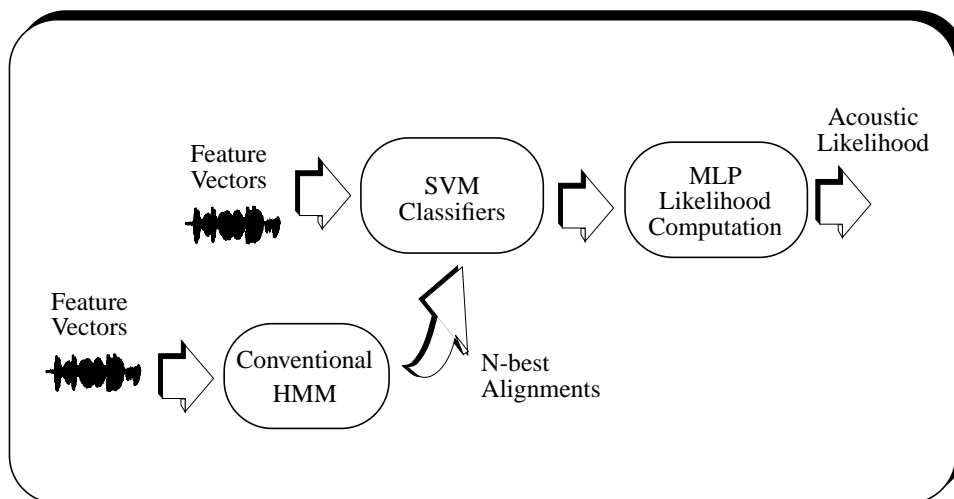 Feature
Vectors
SVM
Classifiers
MLP
Likelihood
Computation
Acoustic
Likelihood
Feature
Vectors
Conventional
HMM
N-best
Alignments